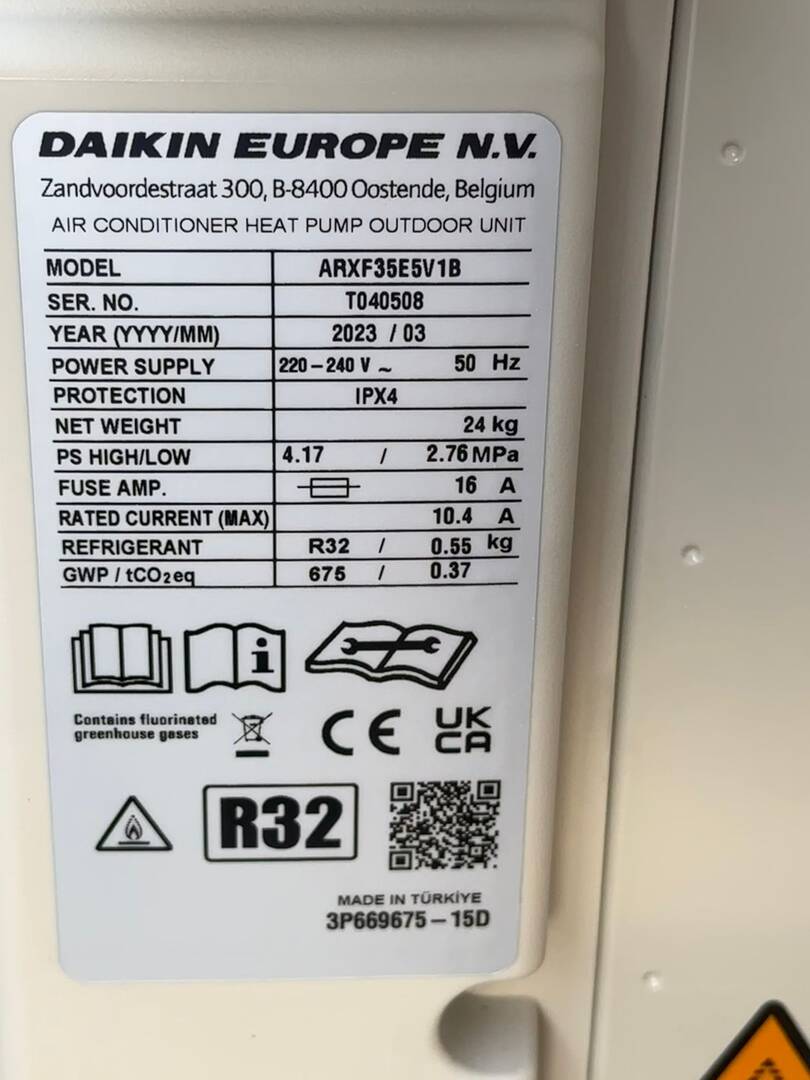 DAIKIN EUROPE N.V.
Zandvoordestraat 300, B-8400 Oostende, Belgium
AIR CONDITIONER HEAT PUMP OUTDOOR UNIT
MODEL ARXF35E5V1B
SER. NO. T040508
YEAR (YYYY/MM) 2023 / 03
POWER SUPPLY 220–240 V ~ 50 Hz
PROTECTION IPX4
NET WEIGHT 24 kg
PS HIGH/LOW 4.17 / 2.76 MPa
FUSE AMP. 16 A
RATED CURRENT (MAX) 10.4 A
REFRIGERANT R32 / 0.55 kg
GWP / tCO₂eq 675 / 0.37
i
Contains fluorinated
greenhouse gases
CE
UK
CA
R32
MADE IN TÜRKİYE
3P669675–15D